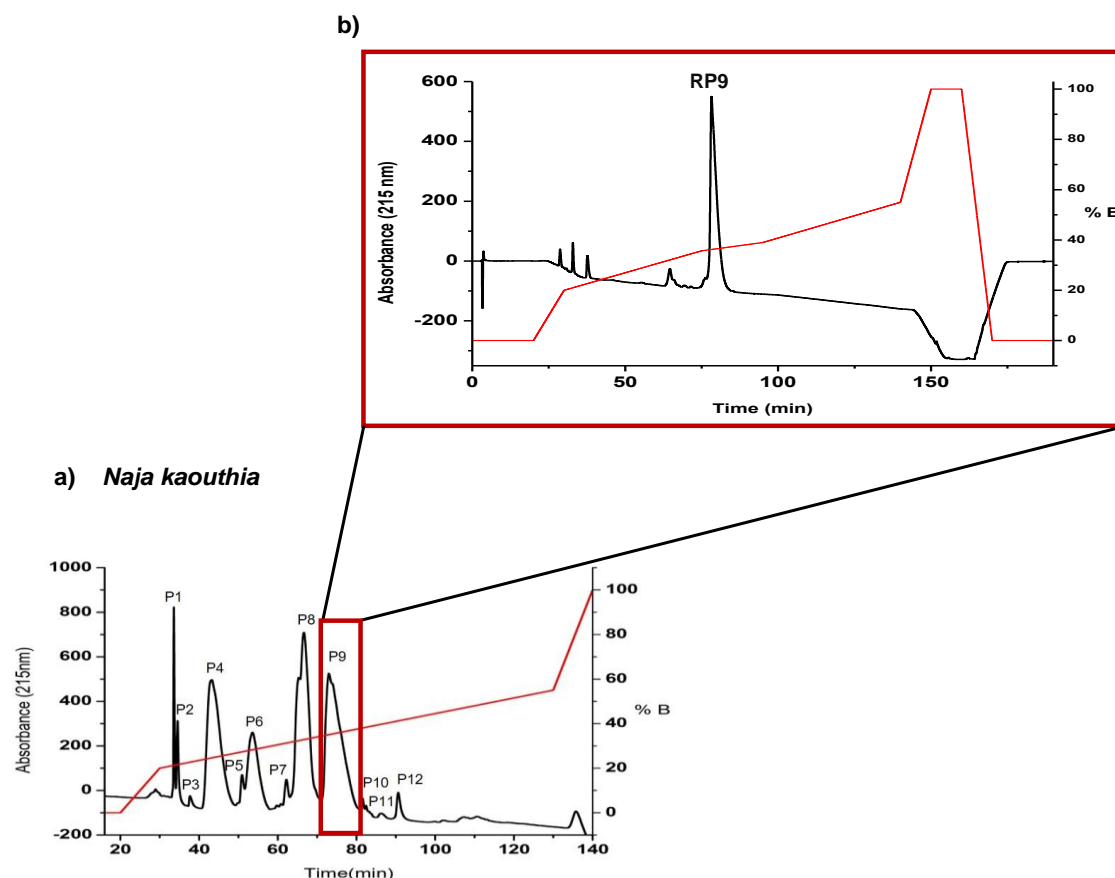 b)
RP9
600
400
200
0
-200
Absorbance (215 nm)
0
50
100
150
Time (min)
100
80
60
40
20
0
% B
a) Naja kaouthia
1000
800
600
400
200
0
-200
Absorbance (215nm)
P1
P2
P3
P4
P5
P6
P7
P8
P9
P10
P11
P12
20
40
60
80
100
120
140
Time(min)
100
80
60
40
20
0
% B